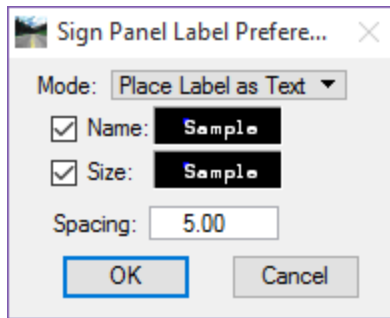 Sign Panel Label Prefere...
Mode: Place Label as Text
Name: Sample
Size: Sample
Spacing: 5.00
OK Cancel